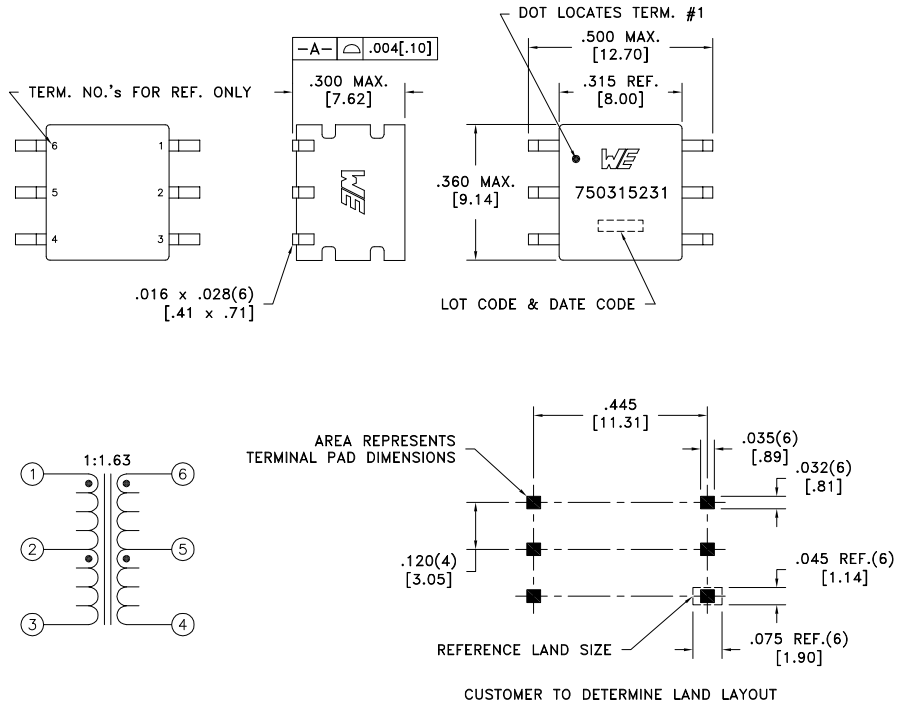 DOT LOCATES TERM. #1
.500 MAX.
[12.70]
-A- .004[.10]
.300 MAX.
[7.62]
.315 REF.
[8.00]
TERM. NO.'s FOR REF. ONLY
6
1
5
2
4
3
WE
WE
750315231
.360 MAX.
[9.14]
.016 x .028(6)
[.41 x .71]
LOT CODE & DATE CODE
1:1.63
1
6
2
5
3
4
.445
[11.31]
AREA REPRESENTS
TERMINAL PAD DIMENSIONS
.035(6)
[.89]
.032(6)
[.81]
.120(4)
[3.05]
.045 REF.(6)
[1.14]
REFERENCE LAND SIZE
.075 REF.(6)
[1.90]
CUSTOMER TO DETERMINE LAND LAYOUT